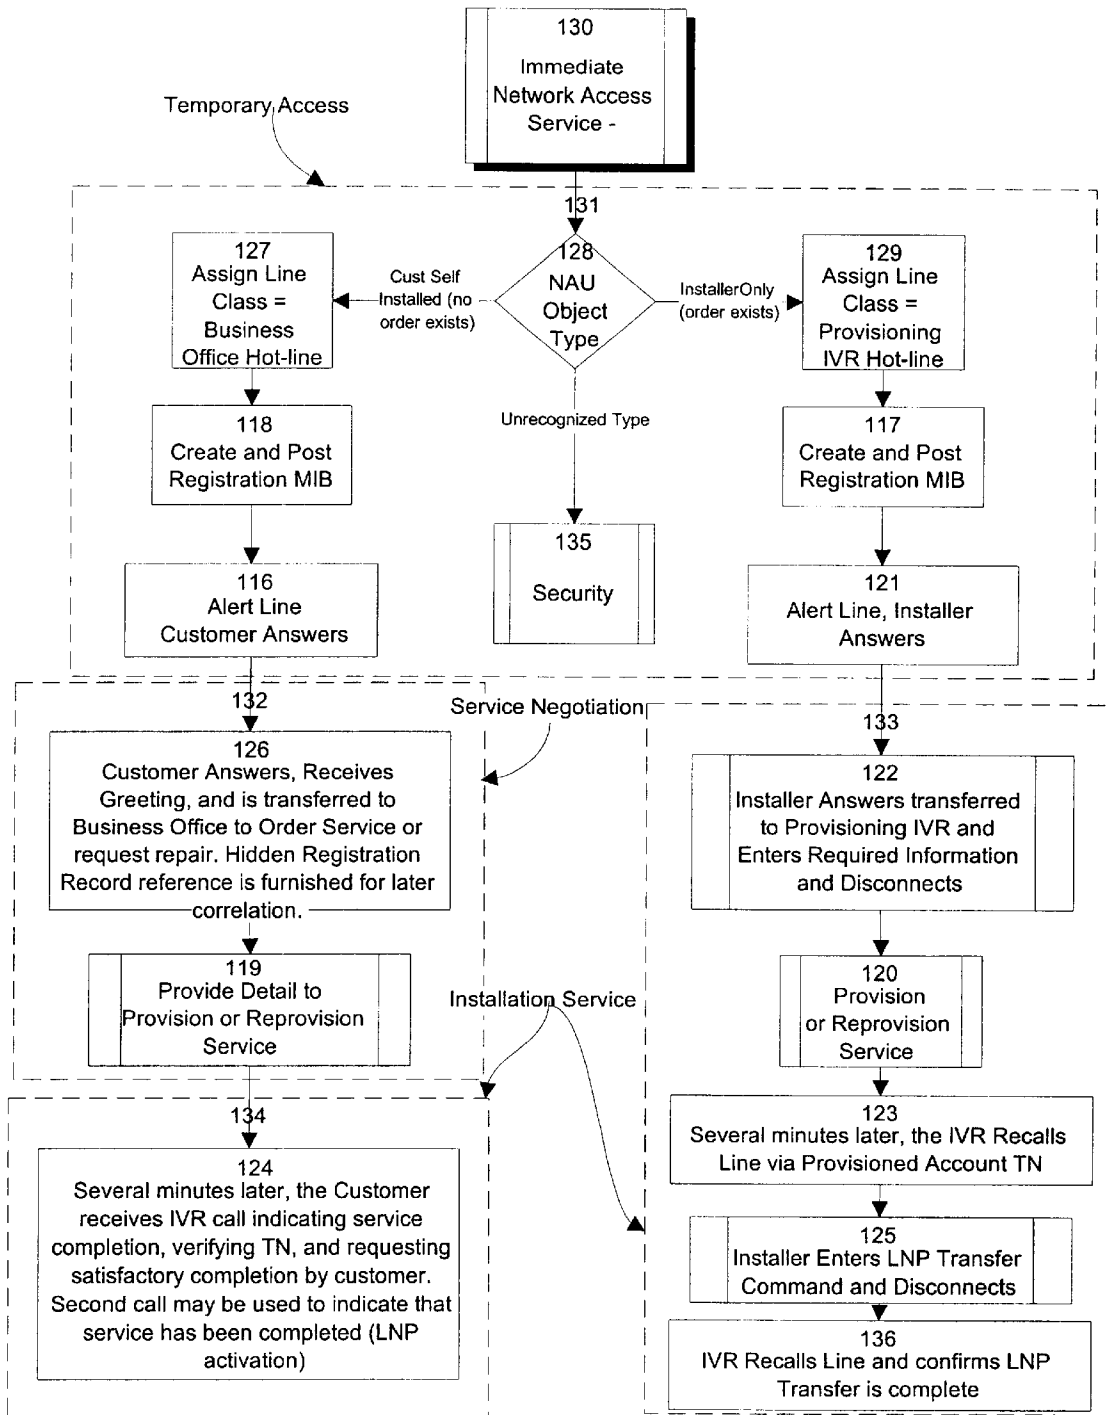 130
Immediate
Network Access
Service -
Temporary Access
131
127
Assign Line
Class =
Business
Office Hot-line
Cust Self
Installed (no
order exists)
128
NAU
Object
Type
InstallerOnly
(order exists)
129
Assign Line
Class =
Provisioning
IVR Hot-line
Unrecognized Type
118
Create and Post
Registration MIB
117
Create and Post
Registration MIB
135
Security
116
Alert Line
Customer Answers
121
Alert Line, Installer
Answers
132
Service Negotiation
133
126
Customer Answers, Receives
Greeting, and is transferred to
Business Office to Order Service or
request repair. Hidden Registration
Record reference is furnished for later
correlation.
122
Installer Answers transferred
to Provisioning IVR and
Enters Required Information
and Disconnects
119
Provide Detail to
Provision or Reprovision
Service
Installation Service
120
Provision
or Reprovision
Service
134
123
Several minutes later, the IVR Recalls
Line via Provisioned Account TN
124
Several minutes later, the Customer
receives IVR call indicating service
completion, verifying TN, and requesting
satisfactory completion by customer.
Second call may be used to indicate that
service has been completed (LNP
activation)
125
Installer Enters LNP Transfer
Command and Disconnects
136
IVR Recalls Line and confirms LNP
Transfer is complete